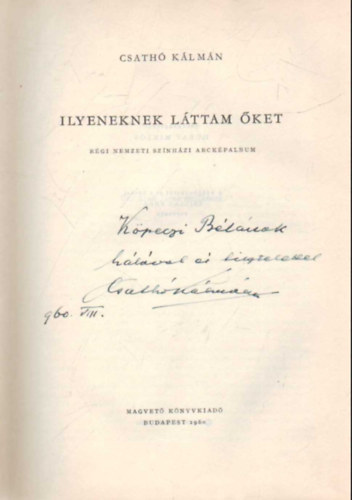 CSATHÓ KÁLMÁN
ILYENEKNEK LÁTTAM ŐKET
RÉGI NEMZETI SZÍNHÁZI ARCKÉPALBUM
Köpeczi Bélának
hálával és tisztelettel
Csathó Kálmán
960. VIII.
MAGVETŐ KÖNYVKIADÓ
BUDAPEST 1960